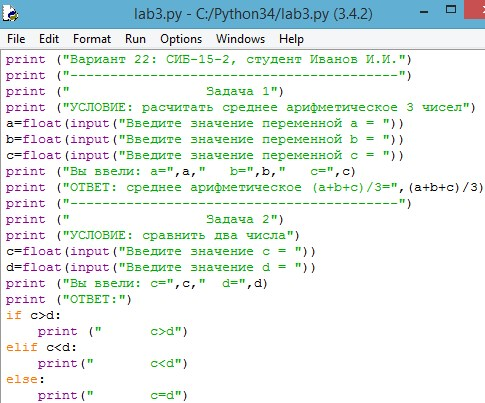 lab3.py - C:/Python34/lab3.py (3.4.2)
File Edit Format Run Options Windows Help
print ("Вариант 22: СИБ-15-2, студент Иванов И.И.")
print ("--------------------------------------")
print ("                Задача 1")
print ("УСЛОВИЕ: расчитать среднее арифметическое 3 чисел")
a=float(input("Введите значение переменной a = "))
b=float(input("Введите значение переменной b = "))
c=float(input("Введите значение переменной c = "))
print ("Вы ввели: a=",a,"   b=",b,"   c=",c)
print ("ОТВЕТ: среднее арифметическое (a+b+c)/3=",(a+b+c)/3)
print ("--------------------------------------")
print ("                Задача 2")
print ("УСЛОВИЕ: сравнить два числа")
c=float(input("Введите значение c = "))
d=float(input("Введите значение d = "))
print ("Вы ввели: c=",c,"  d=",d)
print ("ОТВЕТ:")
if c>d:
    print ("      c>d")
elif c<d:
    print("       c<d")
else:
    print("       c=d")